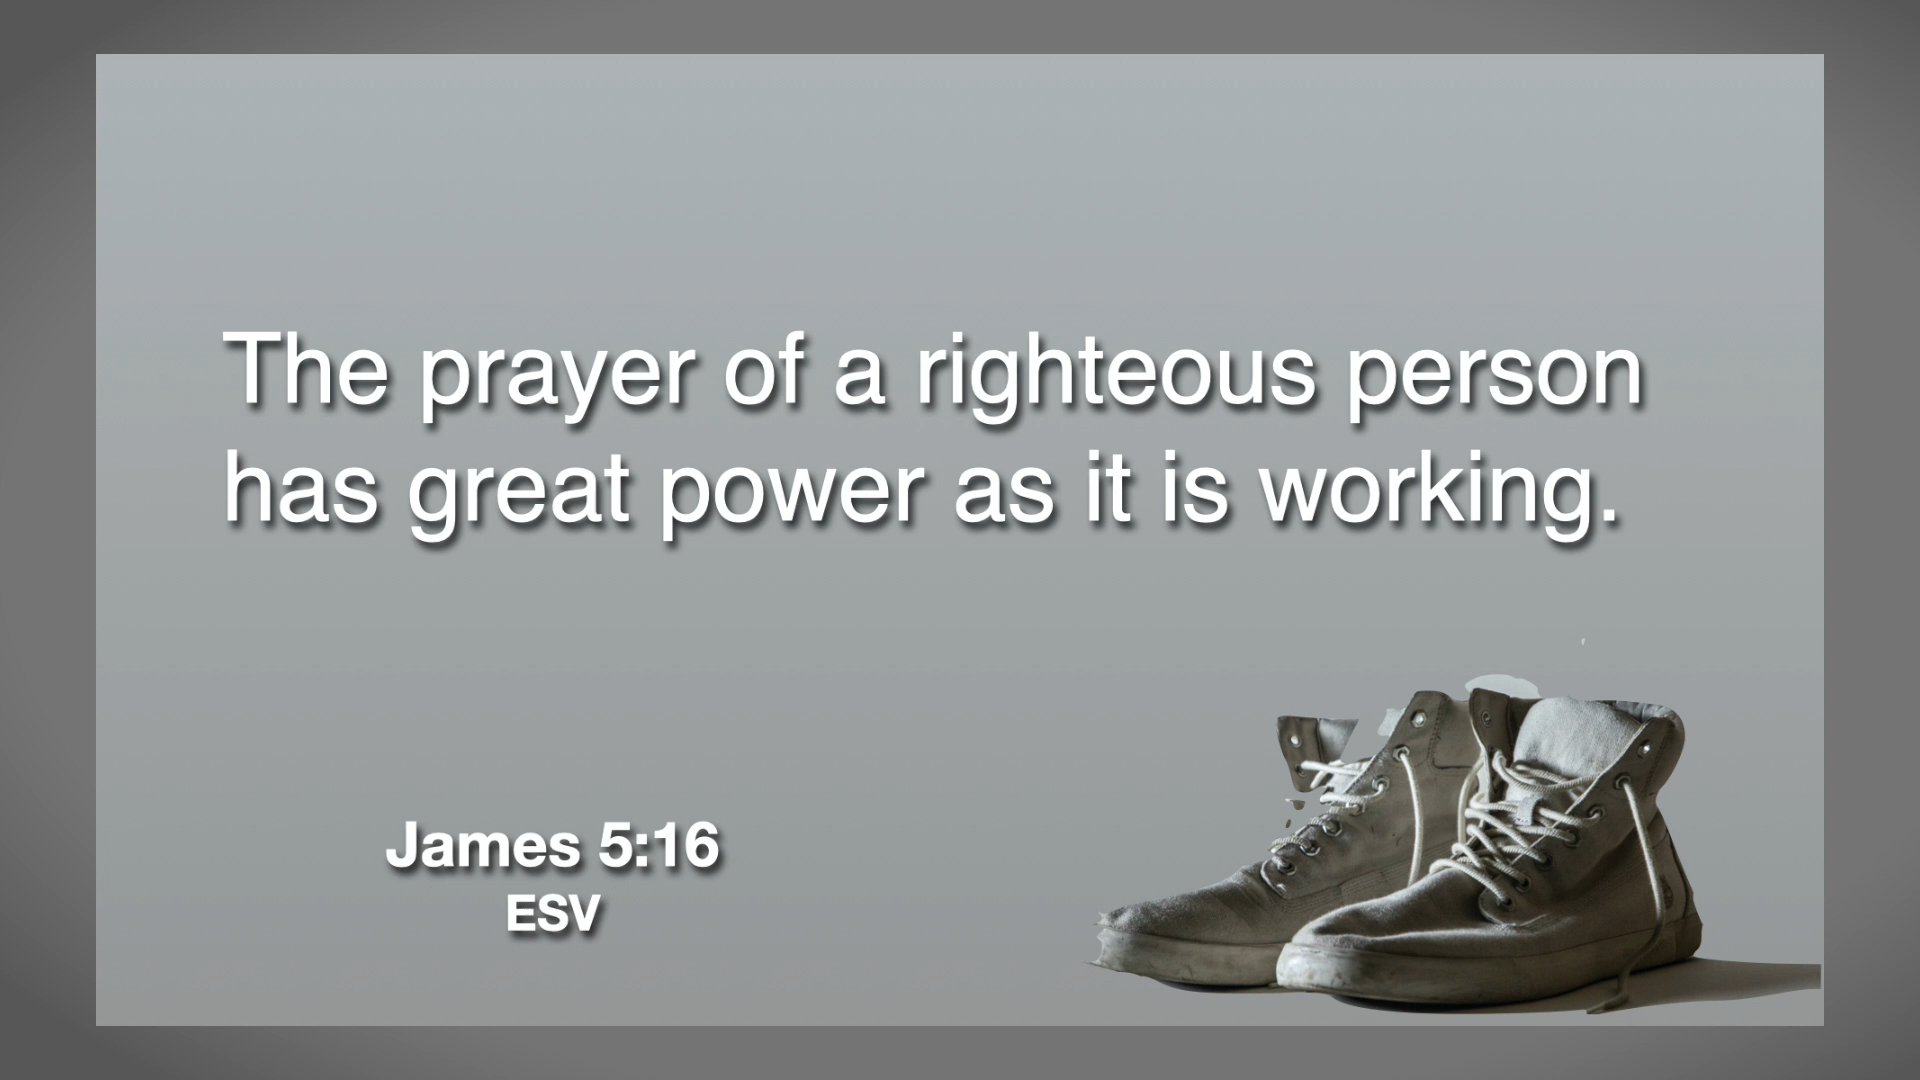 The prayer of a righteous person
has great power as it is working.
James 5:16
ESV